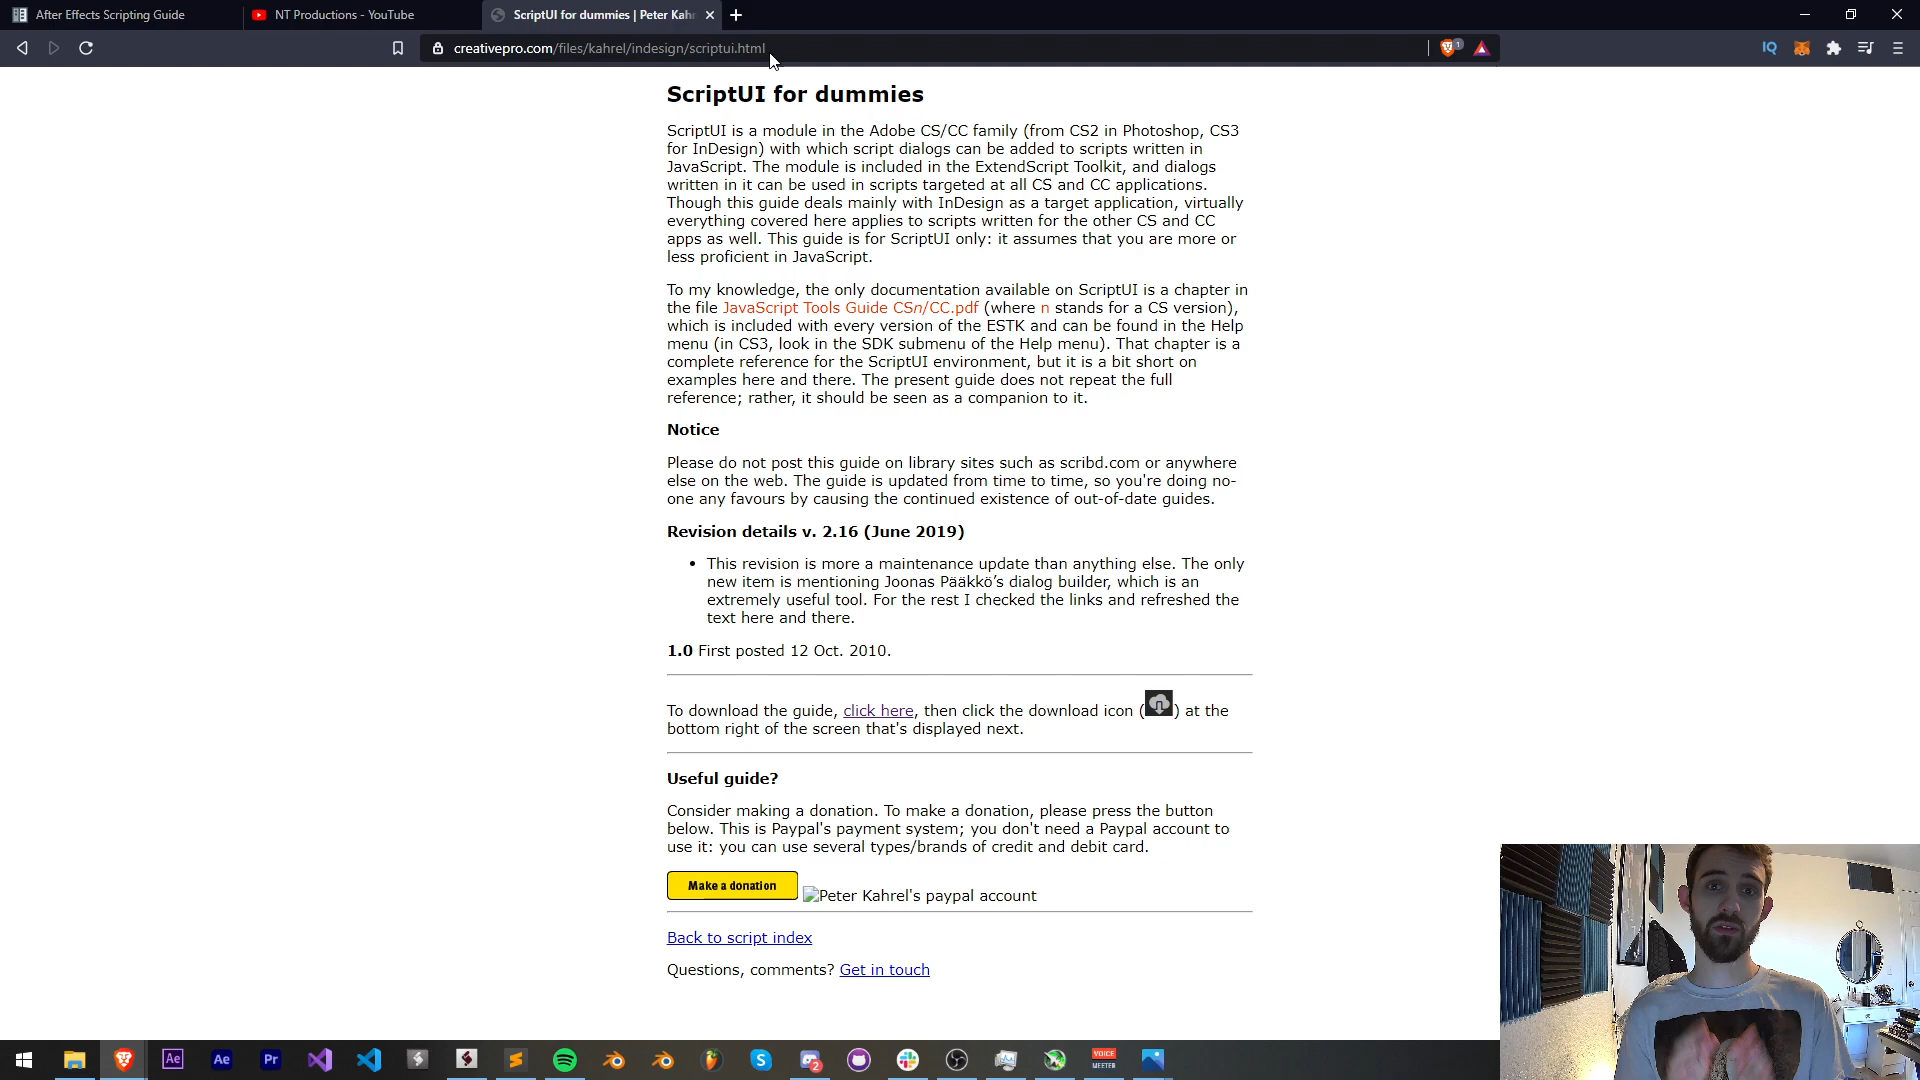 After Effects Scripting Guide
NT Productions - YouTube
ScriptUI for dummies | Peter Kahr
creativepro.com/files/kahrel/indesign/scriptui.html
1
IQ
ScriptUI for dummies
ScriptUI is a module in the Adobe CS/CC family (from CS2 in Photoshop, CS3
for InDesign) with which script dialogs can be added to scripts written in
JavaScript. The module is included in the ExtendScript Toolkit, and dialogs
written in it can be used in scripts targeted at all CS and CC applications.
Though this guide deals mainly with InDesign as a target application, virtually
everything covered here applies to scripts written for the other CS and CC
apps as well. This guide is for ScriptUI only: it assumes that you are more or
less proficient in JavaScript.
To my knowledge, the only documentation available on ScriptUI is a chapter in
the file JavaScript Tools Guide CSn/CC.pdf (where n stands for a CS version),
which is included with every version of the ESTK and can be found in the Help
menu (in CS3, look in the SDK submenu of the Help menu). That chapter is a
complete reference for the ScriptUI environment, but it is a bit short on
examples here and there. The present guide does not repeat the full
reference; rather, it should be seen as a companion to it.
Notice
Please do not post this guide on library sites such as scribd.com or anywhere
else on the web. The guide is updated from time to time, so you're doing no-
one any favours by causing the continued existence of out-of-date guides.
Revision details v. 2.16 (June 2019)
• This revision is more a maintenance update than anything else. The only
new item is mentioning Joonas Pääkkö's dialog builder, which is an
extremely useful tool. For the rest I checked the links and refreshed the
text here and there.
1.0 First posted 12 Oct. 2010.
To download the guide, click here, then click the download icon ( ) at the
bottom right of the screen that's displayed next.
Useful guide?
Consider making a donation. To make a donation, please press the button
below. This is Paypal's payment system; you don't need a Paypal account to
use it: you can use several types/brands of credit and debit card.
Make a donation
Peter Kahrel's paypal account
Back to script index
Questions, comments? Get in touch
Ae
Ae
Pr
2
VOICE
MEETER